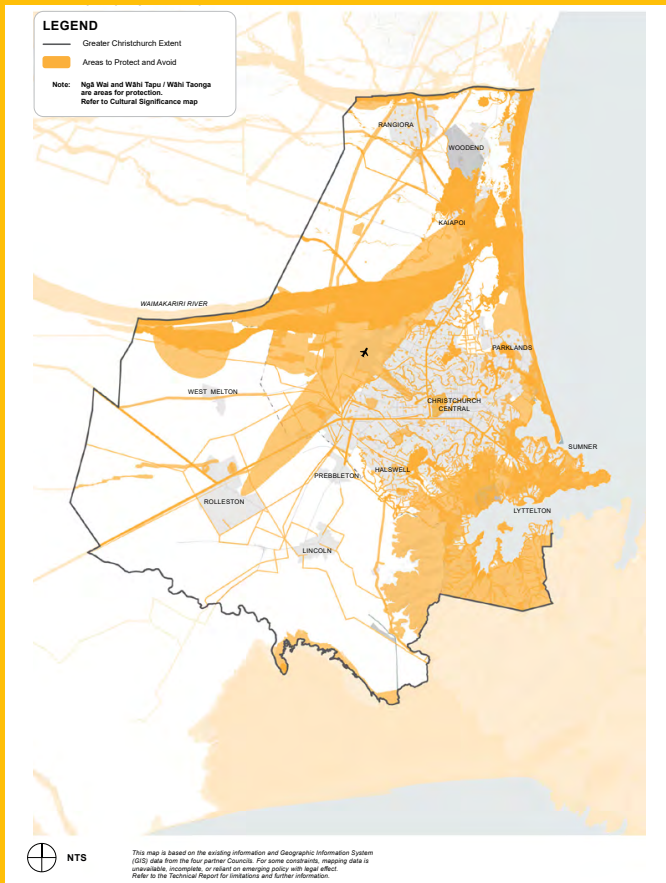 LEGEND
Greater Christchurch Extent
Areas to Protect and Avoid
Note: Ngā Wai and Wāhi Tapu / Wāhi Taonga
are areas for protection.
Refer to Cultural Significance map
RANGIORA
WOODEND
KAIAPOI
WAIMAKARIRI RIVER
PARKLANDS
WEST MELTON
CHRISTCHURCH
CENTRAL
SUMNER
HALSWELL
PREBBLETON
ROLLESTON
LYTTELTON
LINCOLN
NTS
This map is based on the existing information and Geographic Information System
(GIS) data from the four partner Councils. For some constraints, mapping data is
unavailable, incomplete, or reliant on emerging policy with legal effect.
Refer to the Technical Report for limitations and further information.